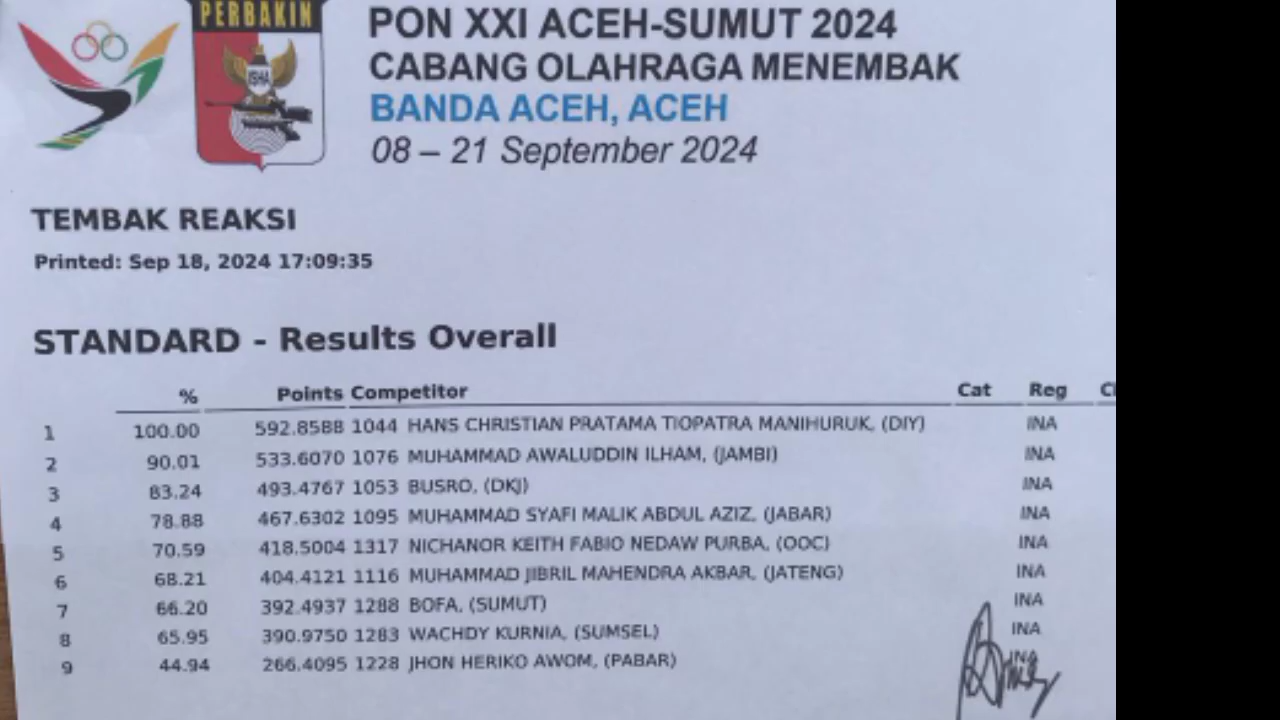 PERBAKIN
PON XXI ACEH-SUMUT 2024
CABANG OLAHRAGA MENEMBAK
BANDA ACEH, ACEH
08 – 21 September 2024
TEMBAK REAKSI
Printed: Sep 18, 2024 17:09:35
STANDARD - Results Overall
% Points Competitor Cat Reg
1 100.00 592.8588 1044 HANS CHRISTIAN PRATAMA TIOPATRA MANIHURUK, (DIY) INA
2 90.01 533.6070 1076 MUHAMMAD AWALUDDIN ILHAM, (JAMBI) INA
3 83.24 493.4767 1053 BUSRO, (DKJ) INA
4 78.88 467.6302 1095 MUHAMMAD SYAFI MALIK ABDUL AZIZ, (JABAR) INA
5 70.59 418.5004 1317 NICHANOR KEITH FABIO NEDAW PURBA, (OOC) INA
6 68.21 404.4121 1116 MUHAMMAD JIBRIL MAHENDRA AKBAR, (JATENG) INA
7 66.20 392.4937 1288 BOFA, (SUMUT) INA
8 65.95 390.9750 1283 WACHDY KURNIA, (SUMSEL) INA
9 44.94 266.4095 1228 JHON HERIKO AWOM, (PABAR) INA